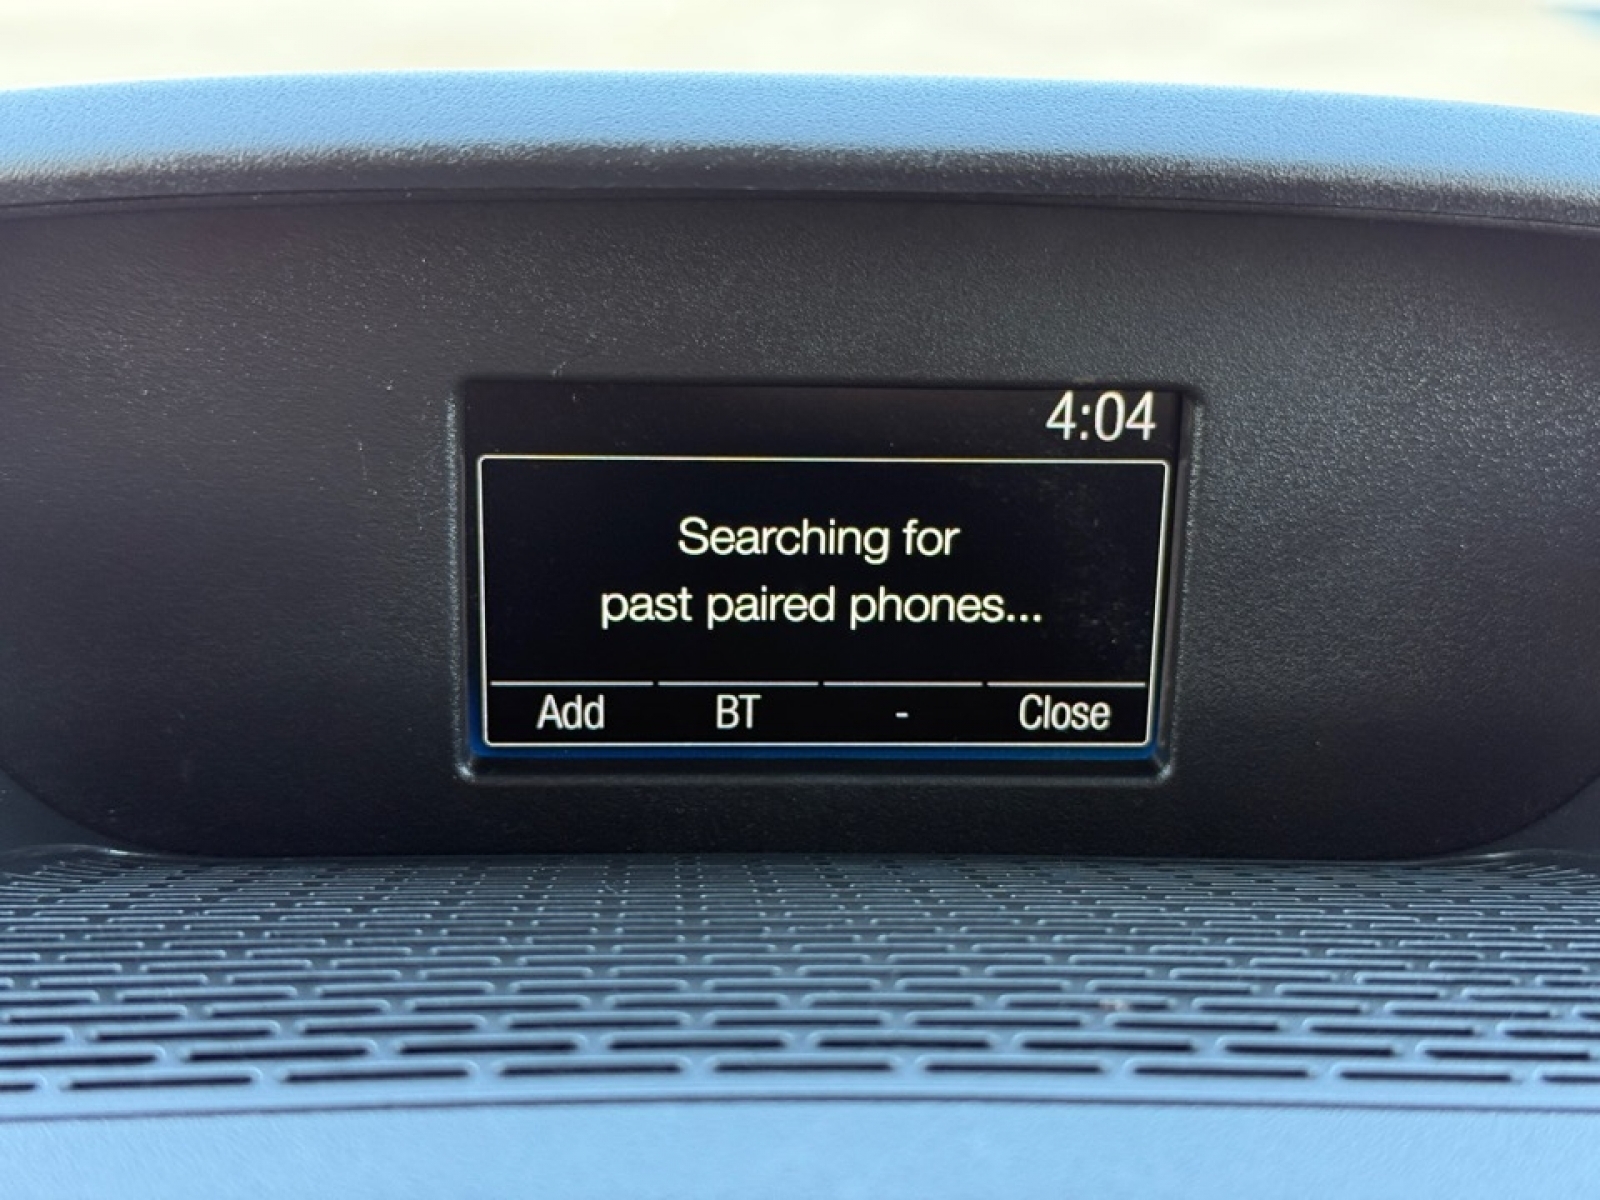 4:04
Searching for
past paired phones...
Add BT - Close